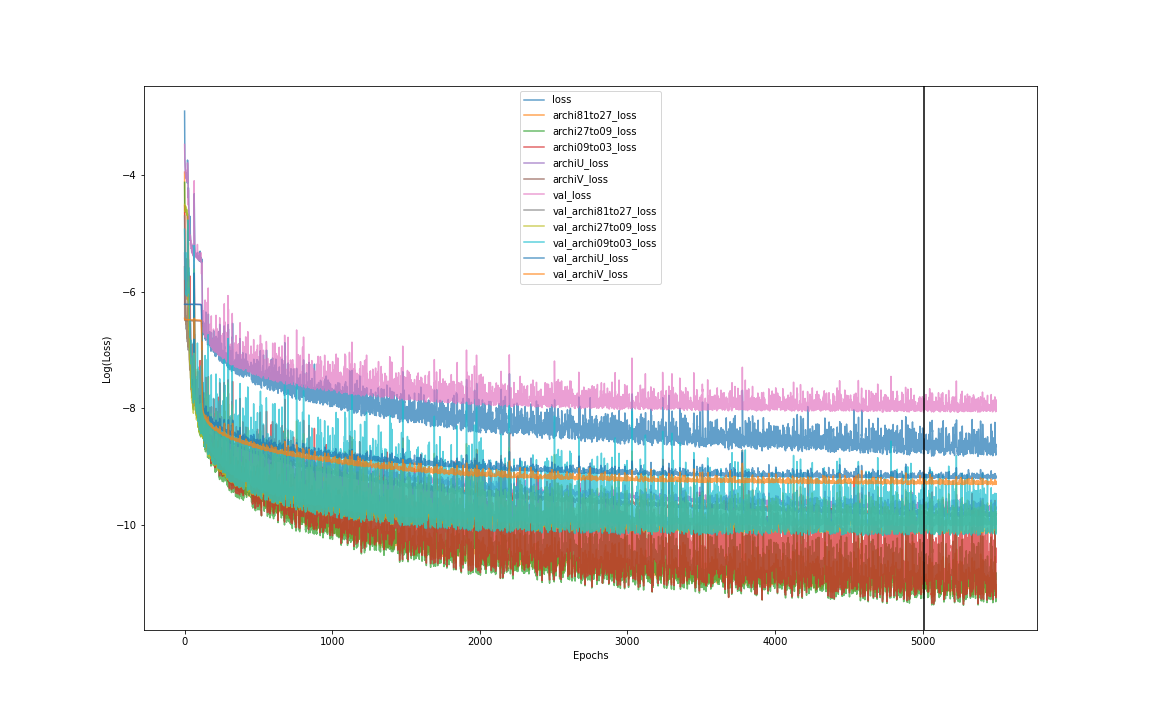 loss
archi81to27_loss
archi27to09_loss
archi09to03_loss
archiU_loss
archiV_loss
val_loss
val_archi81to27_loss
val_archi27to09_loss
val_archi09to03_loss
val_archiU_loss
val_archiV_loss
Log(Loss)
−4
−6
−8
−10
0 1000 2000 3000 4000 5000
Epochs